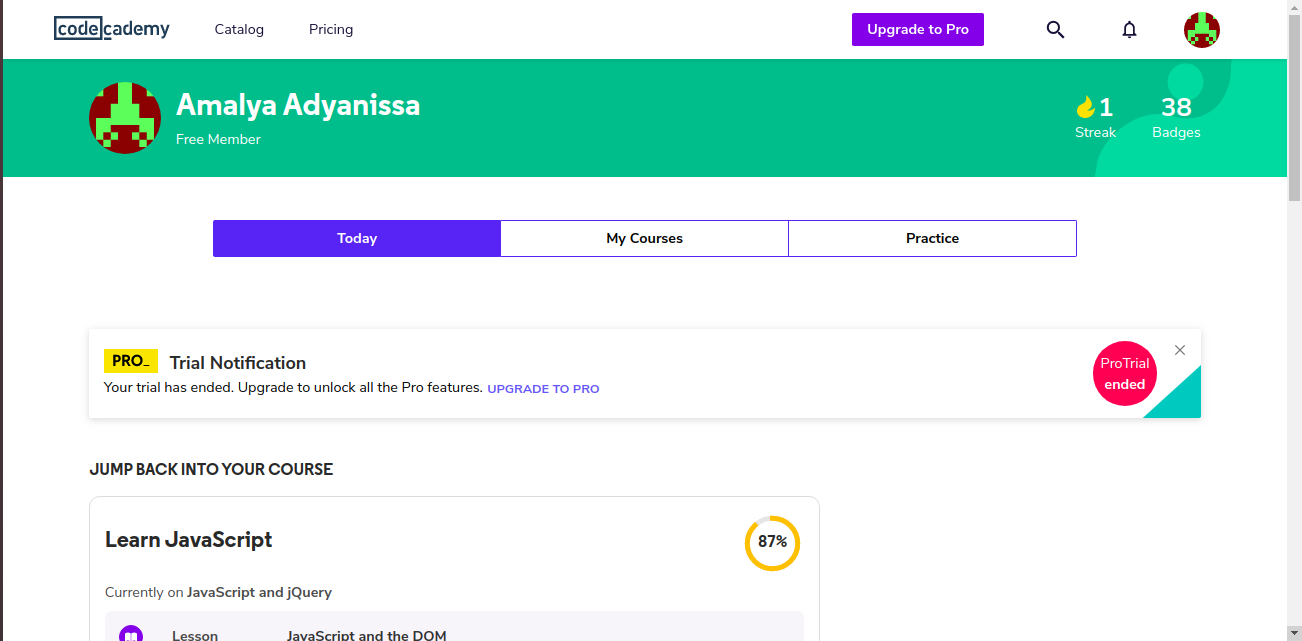 codecademy Catalog Pricing Upgrade to Pro
Amalya Adyanissa
Free Member
1
Streak
38
Badges
Today My Courses Practice
PRO_ Trial Notification
Your trial has ended. Upgrade to unlock all the Pro features. UPGRADE TO PRO
ProTrial
ended
JUMP BACK INTO YOUR COURSE
Learn JavaScript
87%
Currently on JavaScript and jQuery
Lesson JavaScript and the DOM